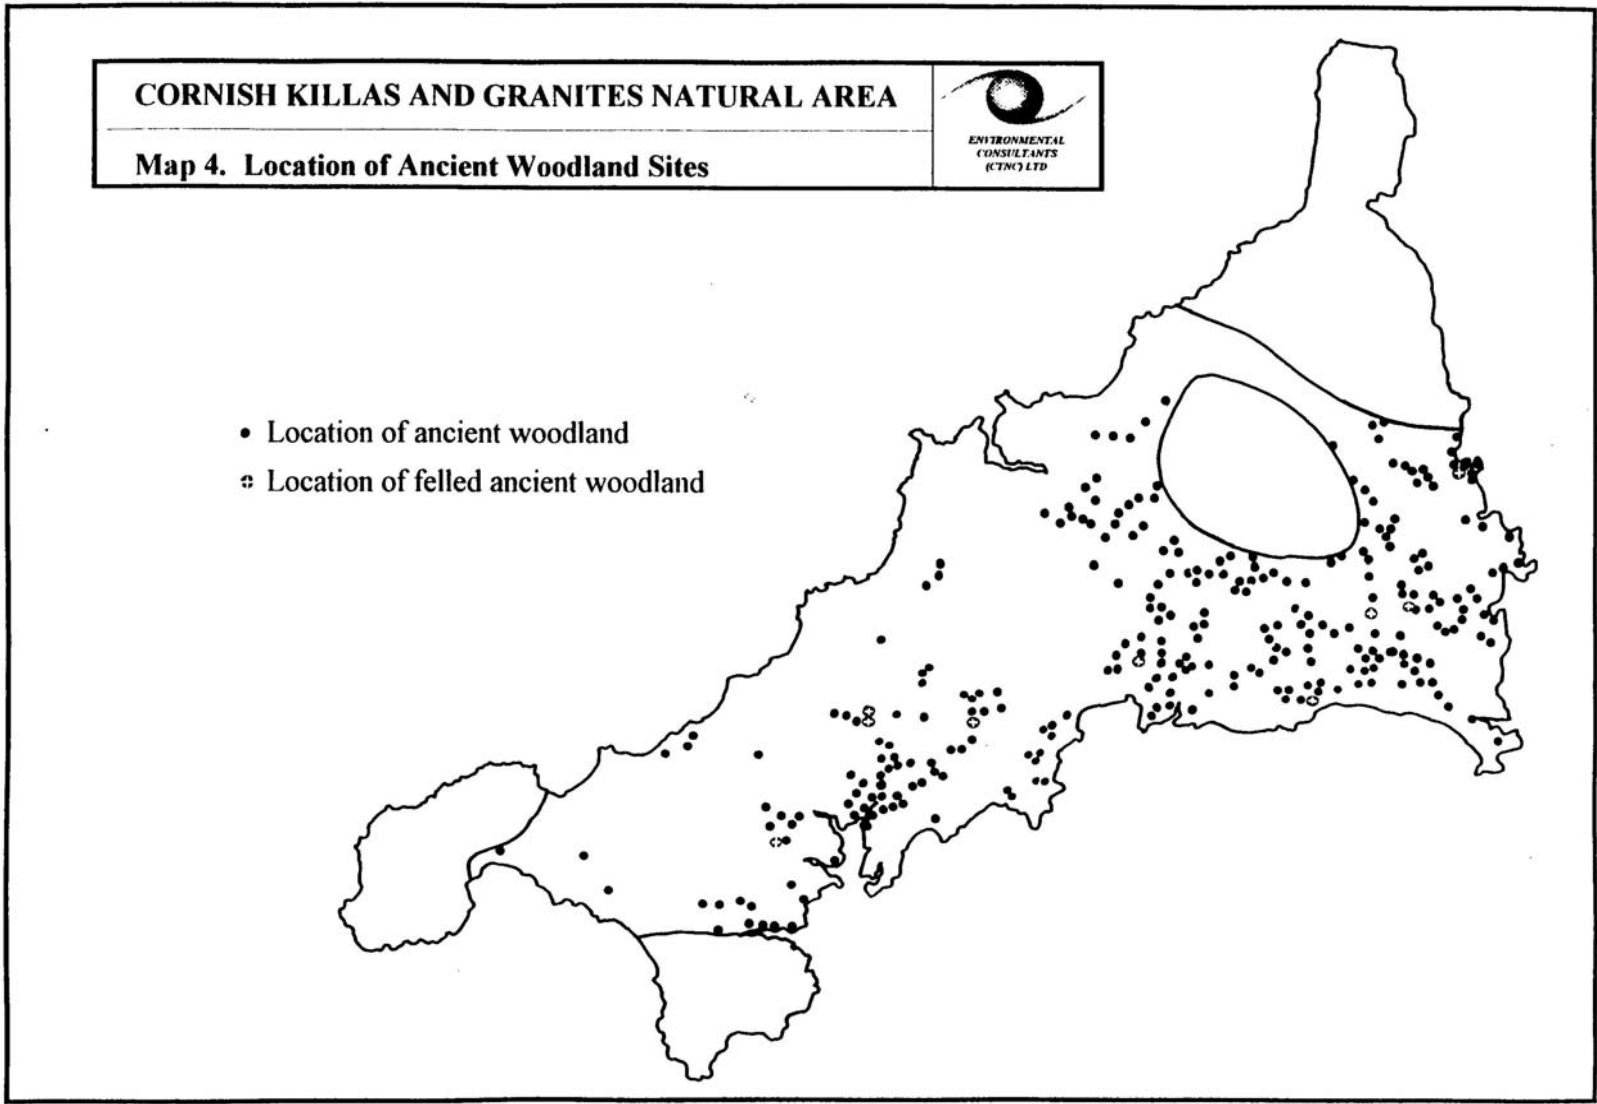 CORNISH KILLAS AND GRANITES NATURAL AREA
Map 4. Location of Ancient Woodland Sites
ENVIRONMENTAL
CONSULTANTS
(CTNC) LTD
Location of ancient woodland
Location of felled ancient woodland